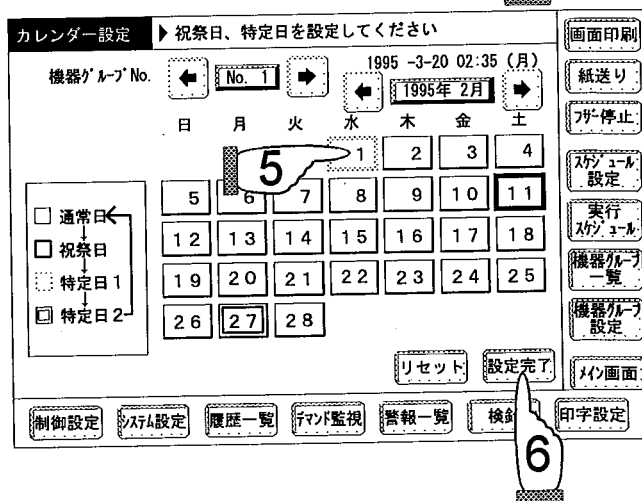 カレンダー設定 ▶ 祝祭日、特定日を設定してください
画面印刷
機器グループNo. No. 1 1995 -3-20 02:35 (月)
1995年 2月
紙送り
ブザー停止
日 月 火 水 木 金 土
1 2 3 4
スケジュール設定
5 6 7 8 9 10 11
実行スケジュール
12 13 14 15 16 17 18
機器グループ一覧
19 20 21 22 23 24 25
機器グループ設定
26 27 28
通常日
祝祭日
特定日1
特定日2
リセット 設定完了
メイン画面
制御設定 システム設定 履歴一覧 デマンド監視 警報一覧 検針 印字設定
5
6